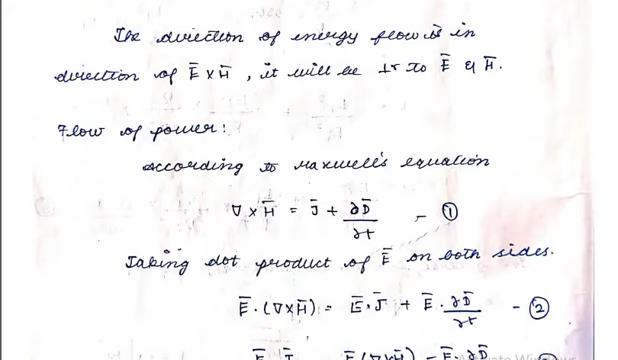 The direction of energy flow is in
direction of E̅ × H̅, it will be ⊥r to E̅ & H̅.
Flow of power:
According to Maxwell's equation
∇ × H̅ = J̅ + ∂D̅/∂t – ①
Taking dot product of E̅ on both sides.
E̅ · (∇ × H̅) = E̅ · J̅ + E̅ · ∂D̅/∂t – ②
E̅ · J̅ = E̅ (∇ × H̅) – E̅ · ∂D̅